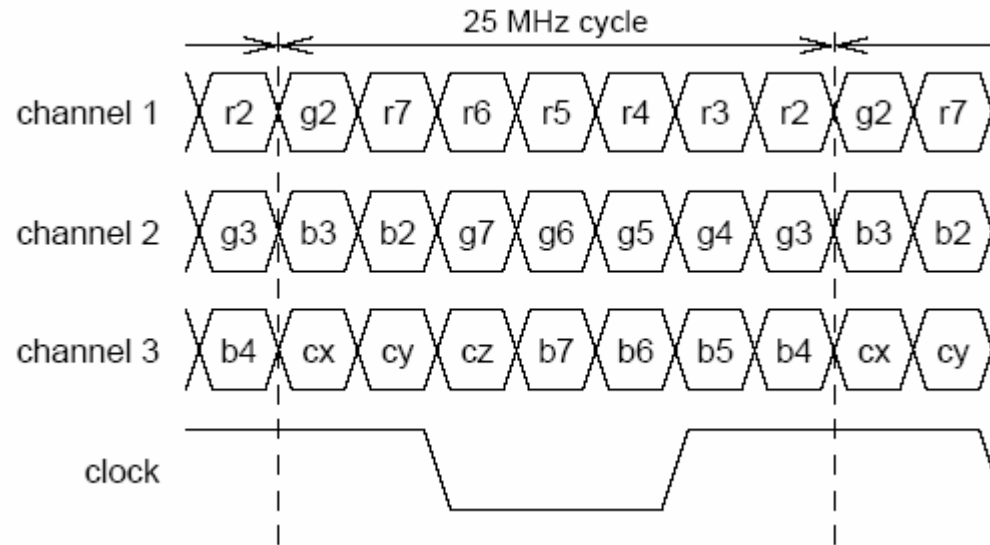 25 MHz cycle
channel 1 r2 g2 r7 r6 r5 r4 r3 r2 g2 r7
channel 2 g3 b3 b2 g7 g6 g5 g4 g3 b3 b2
channel 3 b4 cx cy cz b7 b6 b5 b4 cx cy
clock